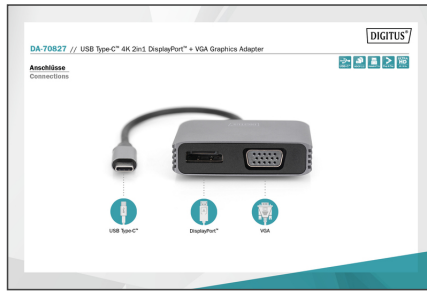 DIGITUS®
DA-70827 // USB Type-C™ 4K 2in1 DisplayPort™ + VGA Graphics Adapter
Anschlüsse
Connections
USB Type-C™
DisplayPort™
VGA